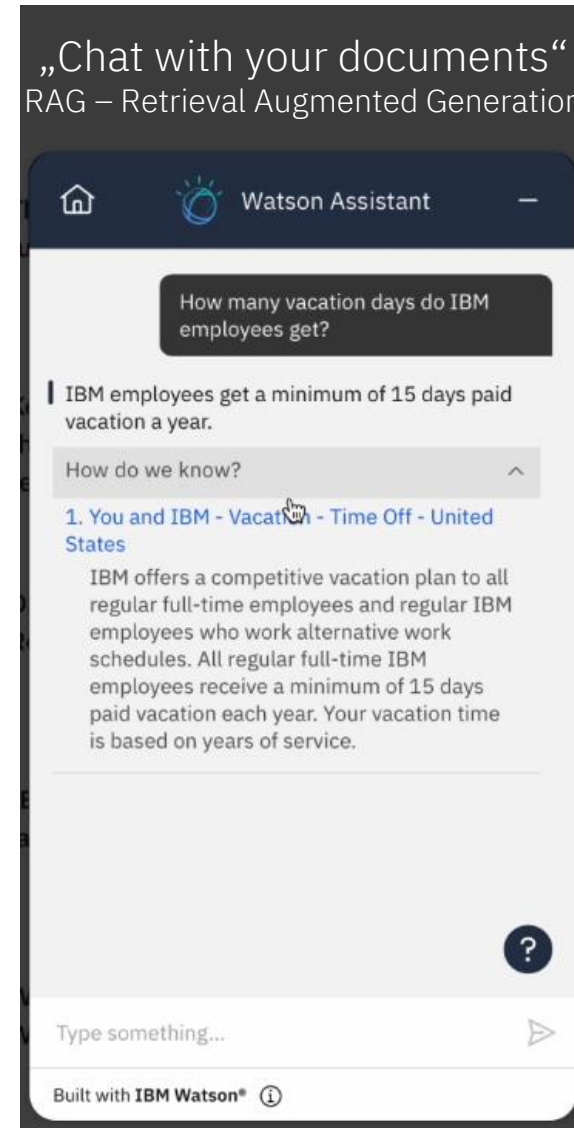 „Chat with your documents“
RAG – Retrieval Augmented Generation
Watson Assistant
How many vacation days do IBM
employees get?
IBM employees get a minimum of 15 days paid
vacation a year.
How do we know?
1. You and IBM - Vacation - Time Off - United
States
IBM offers a competitive vacation plan to all
regular full-time employees and regular IBM
employees who work alternative work
schedules. All regular full-time IBM
employees receive a minimum of 15 days
paid vacation each year. Your vacation time
is based on years of service.
?
Type something...
Built with IBM Watson®